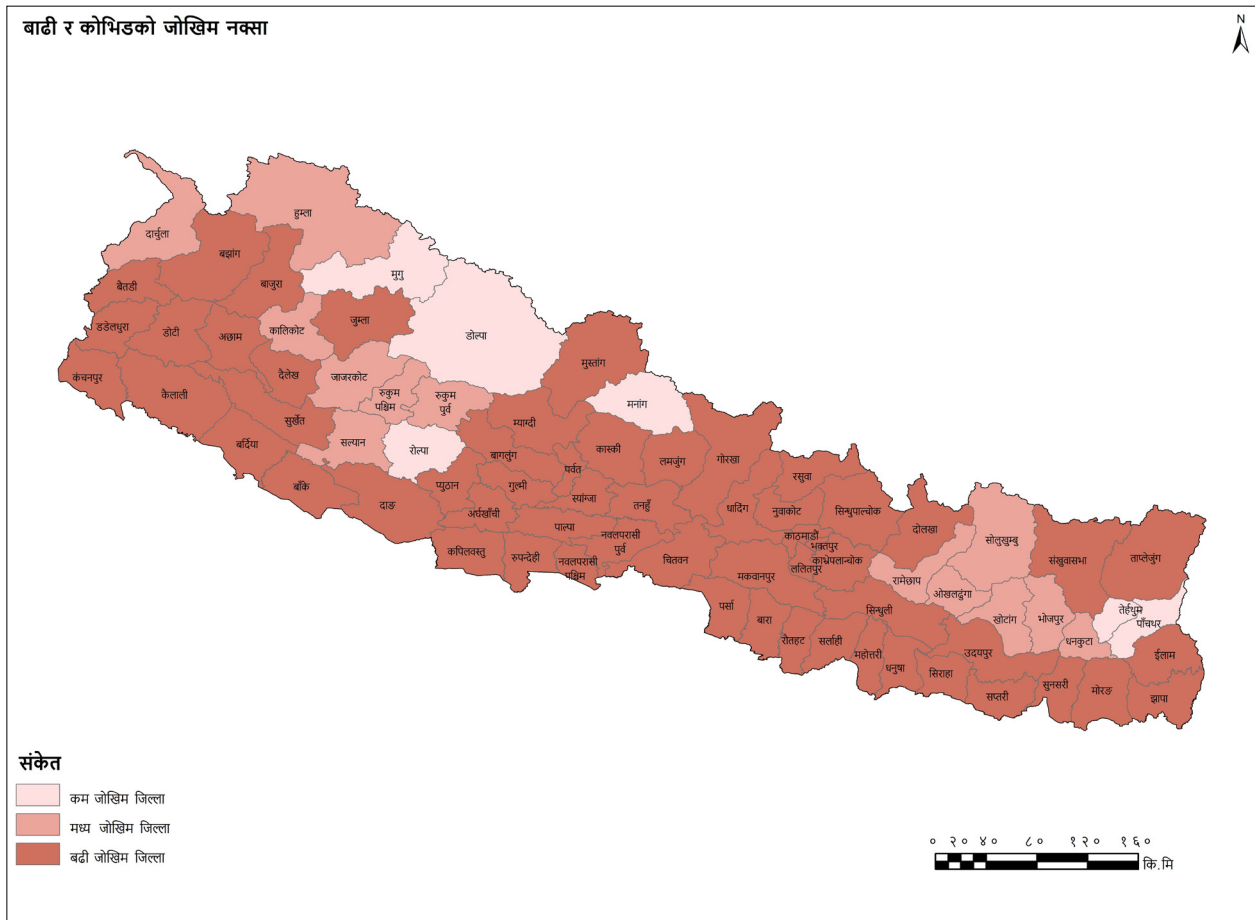 बाढी र कोभिडको जोखिम नक्सा
N
हुम्ला
दार्चुला
बझांग
मुगु
बाजुरा
बैतडी
जुम्ला
डडेलधुरा
डोटी
अछाम
कालिकोट
डोल्पा
मुस्तांग
कंचनपुर
कैलाली
दैलेख
जाजरकोट
रुकुम
पश्चिम
रुकुम
पुर्व
मनांग
सुर्खेत
म्याग्दी
बर्दिया
सल्यान
रोल्पा
बागलुंग
कास्की
लमजुंग
गोरखा
पर्वत
रसुवा
बाँके
दाङ
प्युठान
गुल्मी
स्यांग्जा
तनहुँ
धादिंग
नुवाकोट
सिन्धुपाल्चोक
अर्घखाँची
पाल्पा
नवलपरासी
पुर्व
काठमाडौं
भक्तपुर
दोलखा
सोलुखुम्बु
संखुवासभा
ताप्लेजुंग
कपिलवस्तु
रुपन्देही
नवलपरासी
पश्चिम
चितवन
मकवानपुर
ललितपुर
काभ्रेपलान्चोक
रामेछाप
ओखलढुंगा
पर्सा
बारा
सिन्धुली
खोटांग
भोजपुर
तेर्हथुम
पाँचथर
रौतहट
सर्लाही
धनकुटा
महोत्तरी
धनुषा
सिराहा
उदयपुर
ईलाम
सप्तरी
सुनसरी
मोरङ
झापा
संकेत
कम जोखिम जिल्ला
मध्य जोखिम जिल्ला
बढी जोखिम जिल्ला
० २० ४० ८० १२० १६०
कि.मि